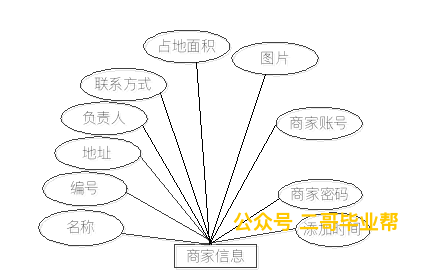 占地面积
图片
联系方式
负责人
商家账号
地址
编号
商家密码
公众号 二哥毕业帮
名称
添加时间
商家信息